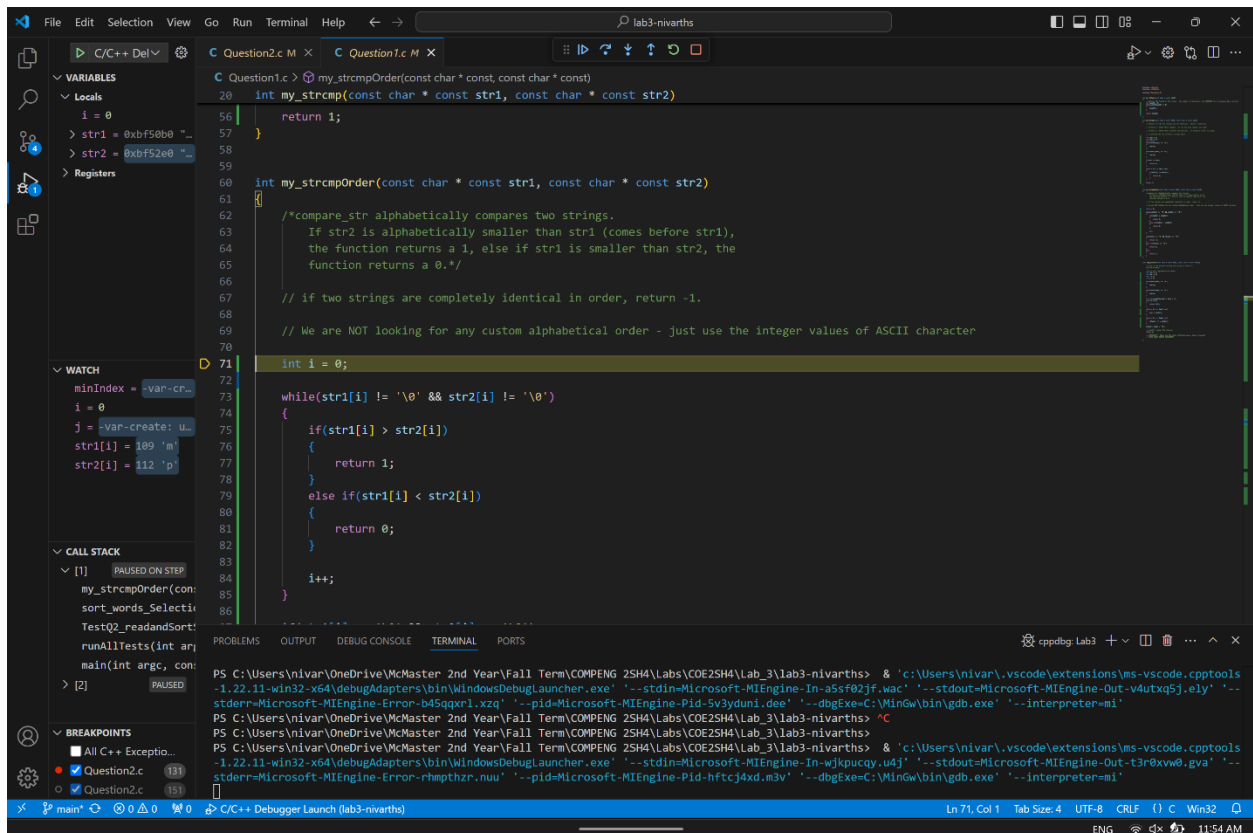 File Edit Selection View Go Run Terminal Help
lab3-nivarths
C/C++ Del
C Question2.c M
C Question1.c M
VARIABLES
Locals
i = 0
str1 = 0xbf50b0 "…
str2 = 0xbf52e0 "…
Registers
WATCH
minIndex = -var-cr…
i = 0
j = -var-create: u…
str1[i] = 109 'm'
str2[i] = 112 'p'
CALL STACK
[1] PAUSED ON STEP
my_strcmpOrder(con
sort_words_Selecti
TestQ2_readandSort
runAllTests(int ar
main(int argc, con
[2] PAUSED
BREAKPOINTS
All C++ Exceptio…
Question2.c 131
Question2.c 151
C Question1.c > my_strcmpOrder(const char * const, const char * const)
20 int my_strcmp(const char * const str1, const char * const str2)
56 return 1;
57 }
58
59
60 int my_strcmpOrder(const char * const str1, const char * const str2)
61 {
62 /*compare_str alphabetically compares two strings.
63 If str2 is alphabetically smaller than str1 (comes before str1),
64 the function returns a 1, else if str1 is smaller than str2, the
65 function returns a 0.*/
66
67 // if two strings are completely identical in order, return -1.
68
69 // We are NOT looking for any custom alphabetical order - just use the integer values of ASCII character
70
71 int i = 0;
72
73 while(str1[i] != '\0' && str2[i] != '\0')
74 {
75 if(str1[i] > str2[i])
76 {
77 return 1;
78 }
79 else if(str1[i] < str2[i])
80 {
81 return 0;
82 }
83
84 i++;
85 }
86
PROBLEMS OUTPUT DEBUG CONSOLE TERMINAL PORTS
cppdbg: Lab3
PS C:\Users\nivar\OneDrive\McMaster 2nd Year\Fall Term\COMPENG 2SH4\Labs\COE2SH4\Lab_3\lab3-nivarths> & 'c:\Users\nivar\.vscode\extensions\ms-vscode.cpptools
-1.22.11-win32-x64\debugAdapters\bin\WindowsDebugLauncher.exe' '--stdin=Microsoft-MIEngine-In-a5sf02jf.wac' '--stdout=Microsoft-MIEngine-Out-v4utxq5j.ely' '--
stderr=Microsoft-MIEngine-Error-b45qqxrl.xzq' '--pid=Microsoft-MIEngine-Pid-5v3yduni.dee' '--dbgExe=C:\MinGw\bin\gdb.exe' '--interpreter=mi'
PS C:\Users\nivar\OneDrive\McMaster 2nd Year\Fall Term\COMPENG 2SH4\Labs\COE2SH4\Lab_3\lab3-nivarths> ^C
PS C:\Users\nivar\OneDrive\McMaster 2nd Year\Fall Term\COMPENG 2SH4\Labs\COE2SH4\Lab_3\lab3-nivarths>
PS C:\Users\nivar\OneDrive\McMaster 2nd Year\Fall Term\COMPENG 2SH4\Labs\COE2SH4\Lab_3\lab3-nivarths> & 'c:\Users\nivar\.vscode\extensions\ms-vscode.cpptools
-1.22.11-win32-x64\debugAdapters\bin\WindowsDebugLauncher.exe' '--stdin=Microsoft-MIEngine-In-wjkpucqy.u4j' '--stdout=Microsoft-MIEngine-Out-t3r0xvw0.gva' '--
stderr=Microsoft-MIEngine-Error-rhmpthzr.nuu' '--pid=Microsoft-MIEngine-Pid-hftcj4xd.m3v' '--dbgExe=C:\MinGw\bin\gdb.exe' '--interpreter=mi'
main* 0 0 0 C/C++ Debugger Launch (lab3-nivarths)
Ln 71, Col 1 Tab Size: 4 UTF-8 CRLF {} C Win32
ENG 11:54 AM